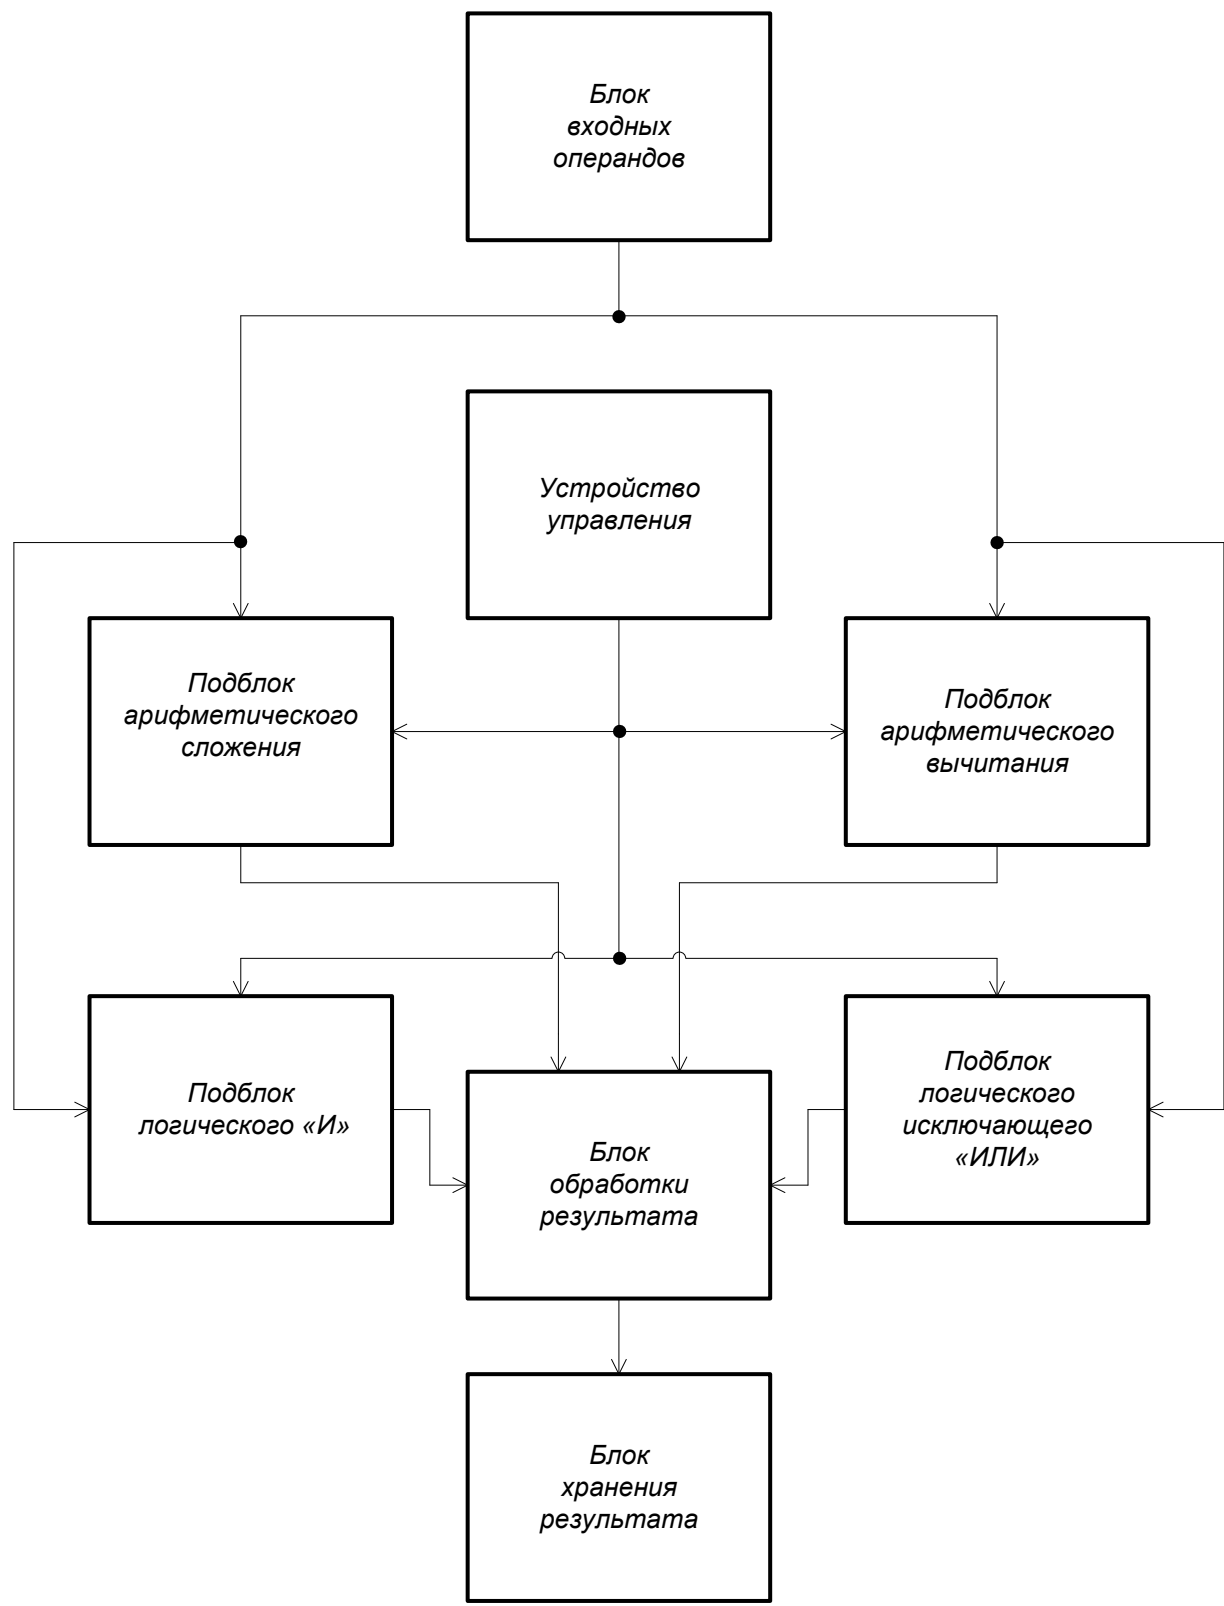 Блок
входных
операндов
Устройство
управления
Подблок
арифметического
сложения
Подблок
арифметического
вычитания
Подблок
логического «И»
Блок
обработки
результата
Подблок
логического
исключающего
«ИЛИ»
Блок
хранения
результата